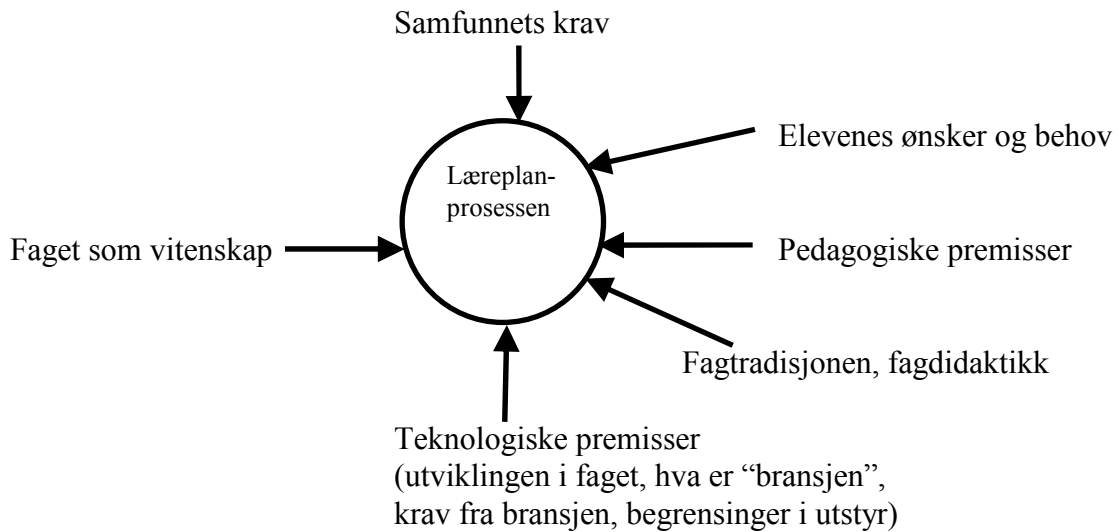 Samfunnets krav
Elevenes ønsker og behov
Læreplan-
prosessen
Faget som vitenskap
Pedagogiske premisser
Fagtradisjonen, fagdidaktikk
Teknologiske premisser
(utviklingen i faget, hva er “bransjen”,
krav fra bransjen, begrensinger i utstyr)